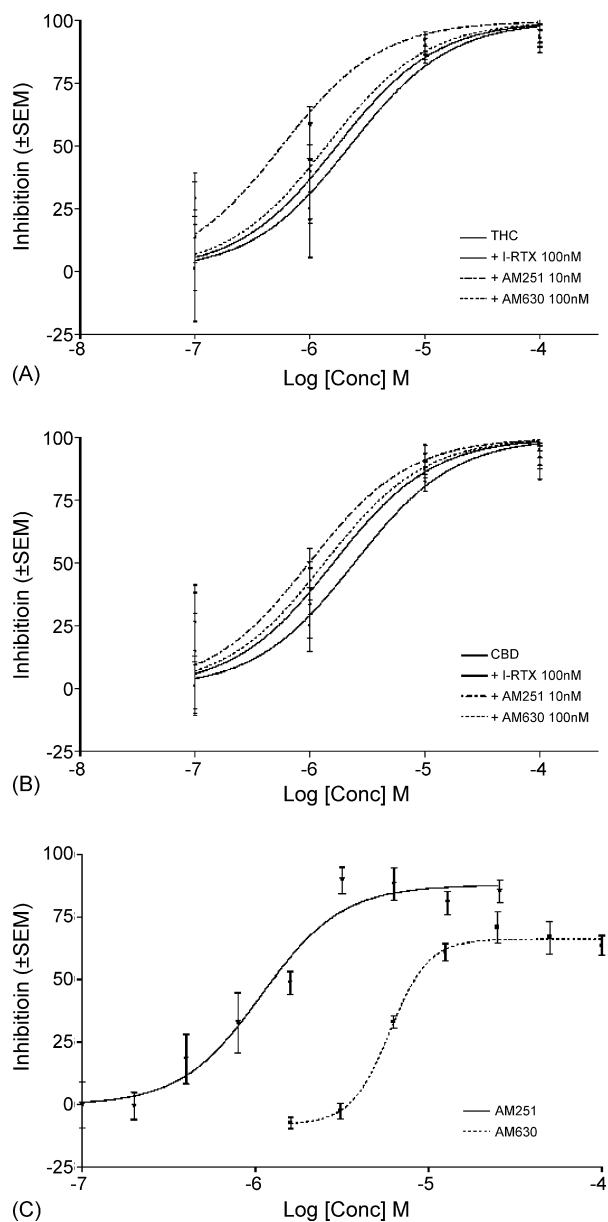 100
75
50
25
0
-25
Inhibitioin (±SEM)
THC
+ I-RTX 100nM
+ AM251 10nM
+ AM630 100nM
-8
-7
-6
-5
-4
(A)
Log [Conc] M
100
75
50
25
0
-25
Inhibitioin (±SEM)
CBD
+ I-RTX 100nM
+ AM251 10nM
+ AM630 100nM
-8
-7
-6
-5
-4
(B)
Log [Conc] M
100
75
50
25
0
-25
Inhibitioin (±SEM)
AM251
AM630
-7
-6
-5
-4
(C)
Log [Conc] M